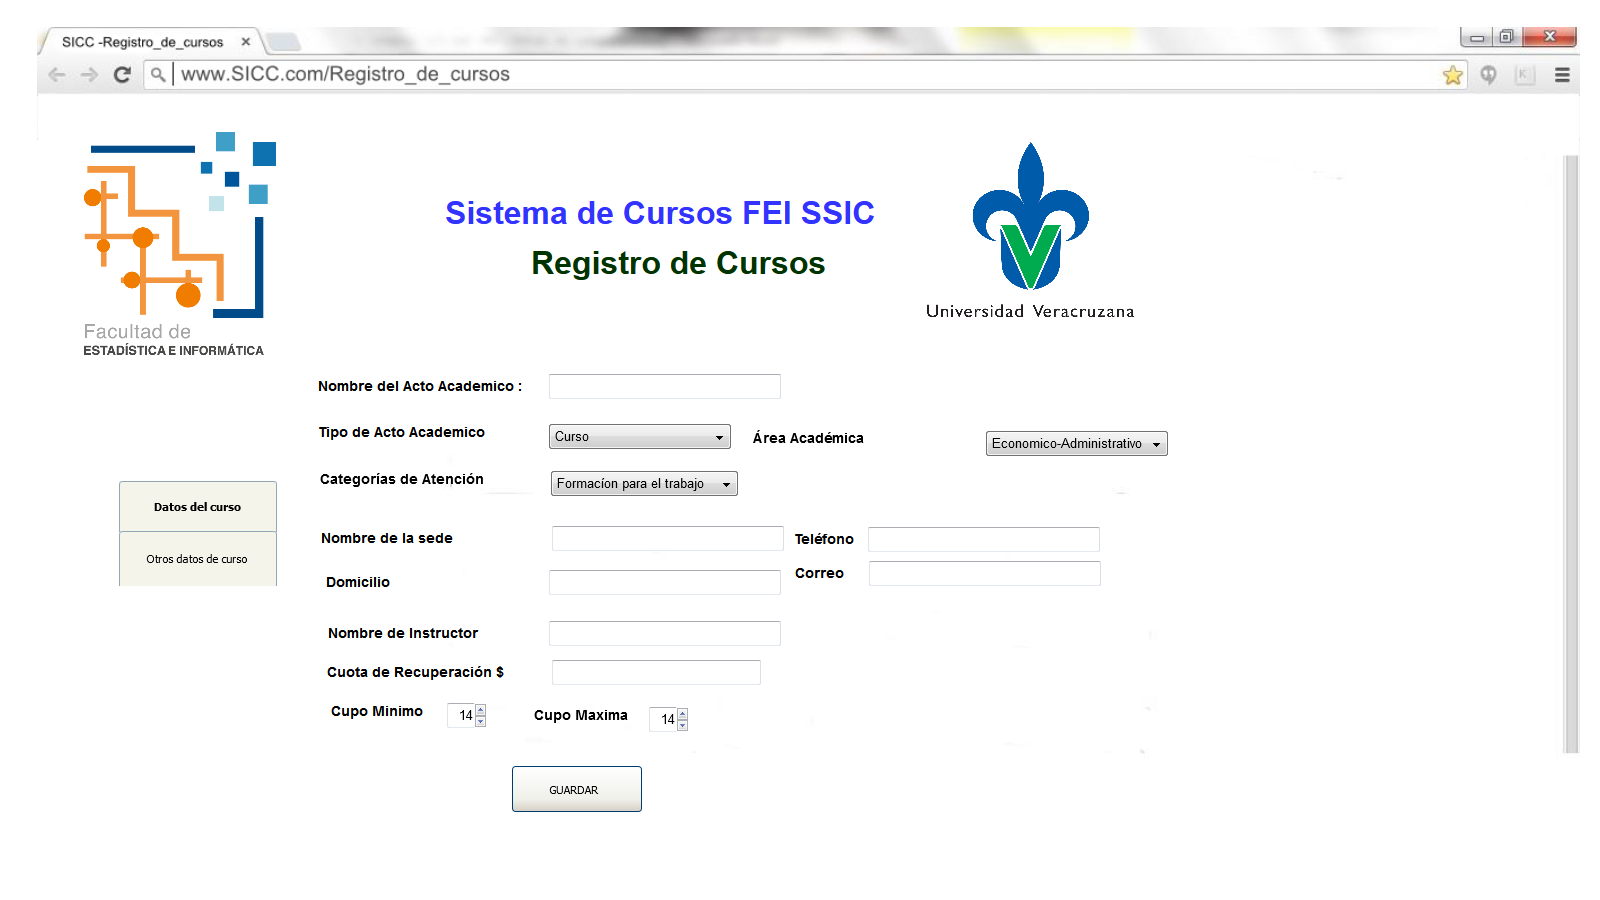 SICC -Registro_de_cursos
www.SICC.com/Registro_de_cursos
Sistema de Cursos FEI SSIC
Registro de Cursos
Universidad Veracruzana
Facultad de
ESTADÍSTICA E INFORMÁTICA
Nombre del Acto Academico :
Tipo de Acto Academico Curso Área Académica Economico-Administrativo
Categorías de Atención Formacíon para el trabajo
Datos del curso
Otros datos de curso
Nombre de la sede Teléfono
Domicilio Correo
Nombre de Instructor
Cuota de Recuperación $
Cupo Minimo 14 Cupo Maxima 14
GUARDAR